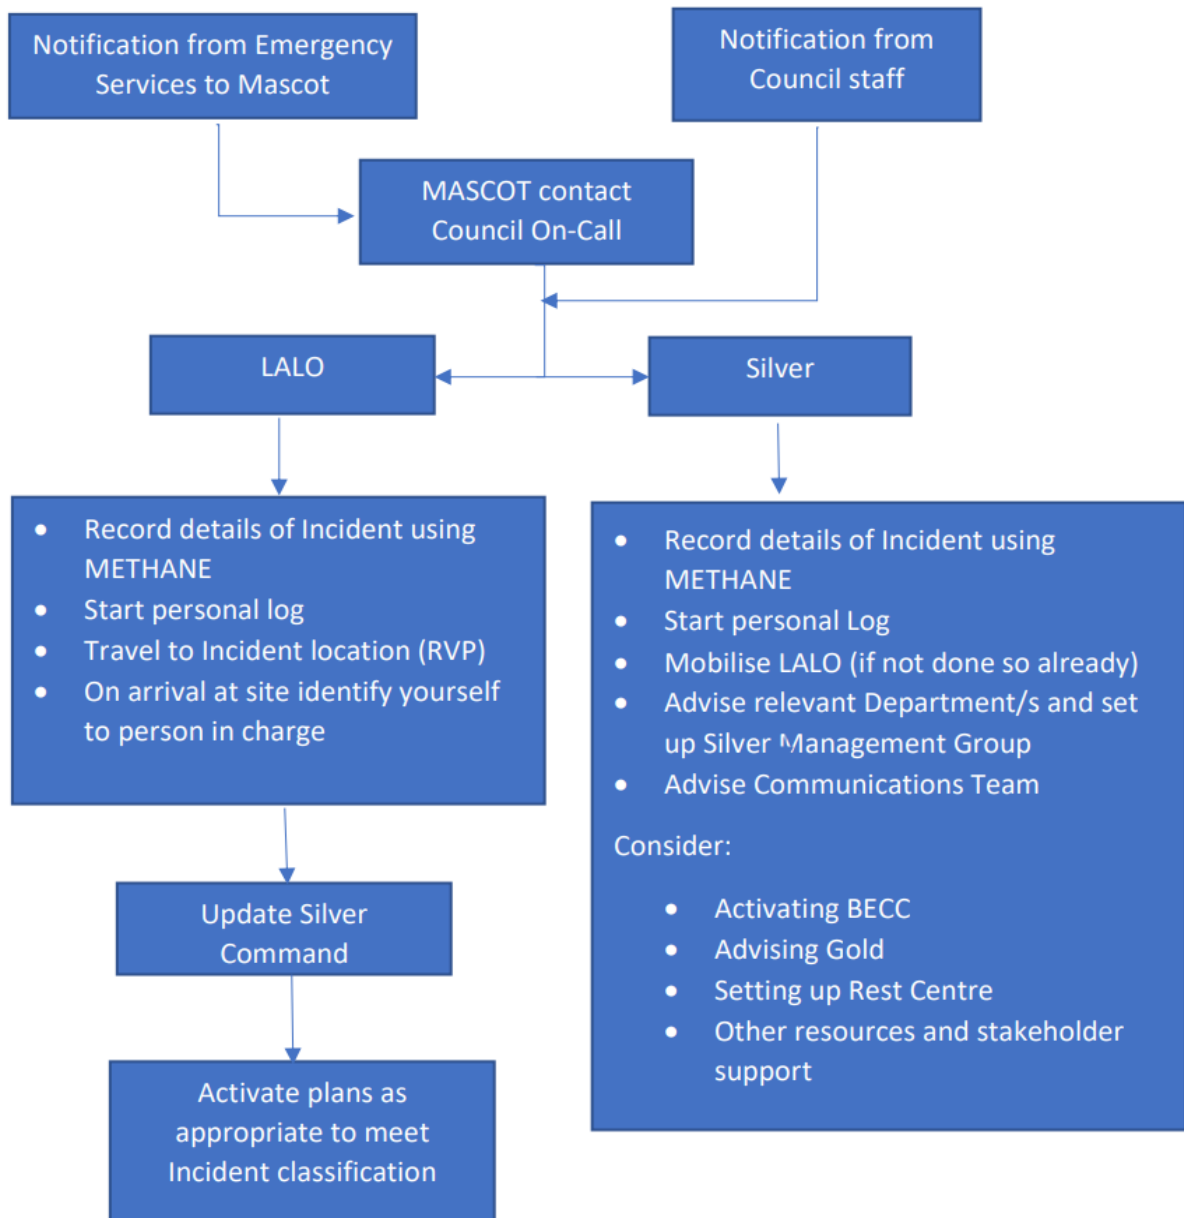 Notification from Emergency
Services to Mascot
Notification from
Council staff
MASCOT contact
Council On-Call
LALO
Silver
• Record details of Incident using
METHANE
• Start personal log
• Travel to Incident location (RVP)
• On arrival at site identify yourself
to person in charge
• Record details of Incident using
METHANE
• Start personal Log
• Mobilise LALO (if not done so already)
• Advise relevant Department/s and set
up Silver Management Group
• Advise Communications Team
Consider:
• Activating BECC
• Advising Gold
• Setting up Rest Centre
• Other resources and stakeholder
support
Update Silver
Command
Activate plans as
appropriate to meet
Incident classification